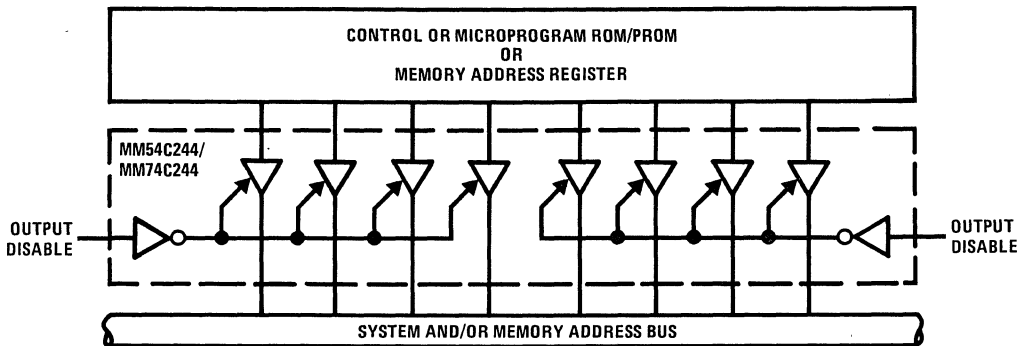 CONTROL OR MICROPROGRAM ROM/PROM
OR
MEMORY ADDRESS REGISTER
MM54C244/
MM74C244
OUTPUT
DISABLE
OUTPUT
DISABLE
SYSTEM AND/OR MEMORY ADDRESS BUS